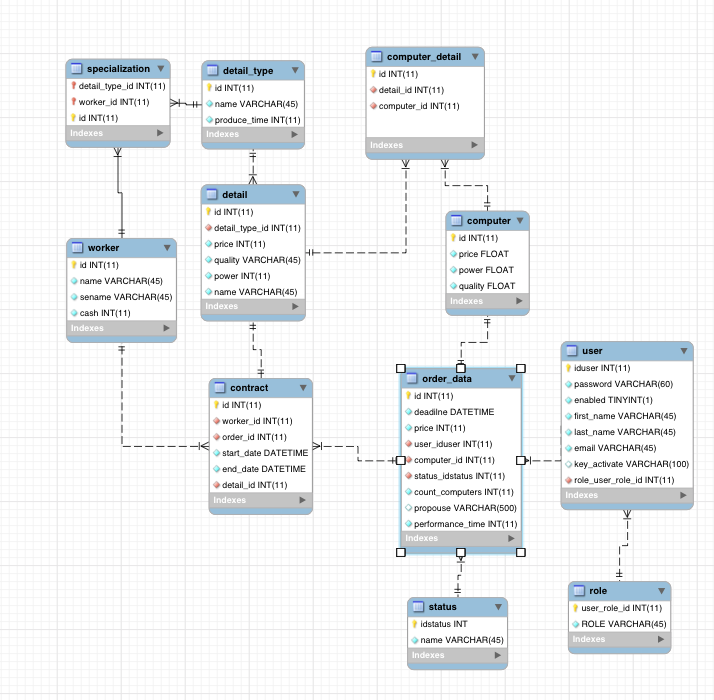 specialization
detail_type_id INT(11)
worker_id INT(11)
id INT(11)
Indexes
detail_type
id INT(11)
name VARCHAR(45)
produce_time INT(11)
Indexes
computer_detail
id INT(11)
detail_id INT(11)
computer_id INT(11)
Indexes
detail
id INT(11)
detail_type_id INT(11)
price INT(11)
quality VARCHAR(45)
power INT(11)
name VARCHAR(45)
Indexes
computer
id INT(11)
price FLOAT
power FLOAT
quality FLOAT
Indexes
worker
id INT(11)
name VARCHAR(45)
sename VARCHAR(45)
cash INT(11)
Indexes
contract
id INT(11)
worker_id INT(11)
order_id INT(11)
start_date DATETIME
end_date DATETIME
detail_id INT(11)
Indexes
order_data
id INT(11)
deadilne DATETIME
price INT(11)
user_iduser INT(11)
computer_id INT(11)
status_idstatus INT(11)
count_computers INT(11)
propouse VARCHAR(500)
performance_time INT(11)
Indexes
user
iduser INT(11)
password VARCHAR(60)
enabled TINYINT(1)
first_name VARCHAR(45)
last_name VARCHAR(45)
email VARCHAR(45)
key_activate VARCHAR(100)
role_user_role_id INT(11)
Indexes
status
idstatus INT
name VARCHAR(45)
Indexes
role
user_role_id INT(11)
ROLE VARCHAR(45)
Indexes